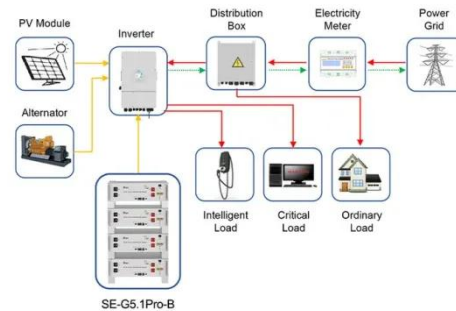 PV Module
Inverter
Distribution
Box
Electricity
Meter
Power
Grid
Alternator
Intelligent
Load
Critical
Load
Ordinary
Load
SE-G5.1Pro-B